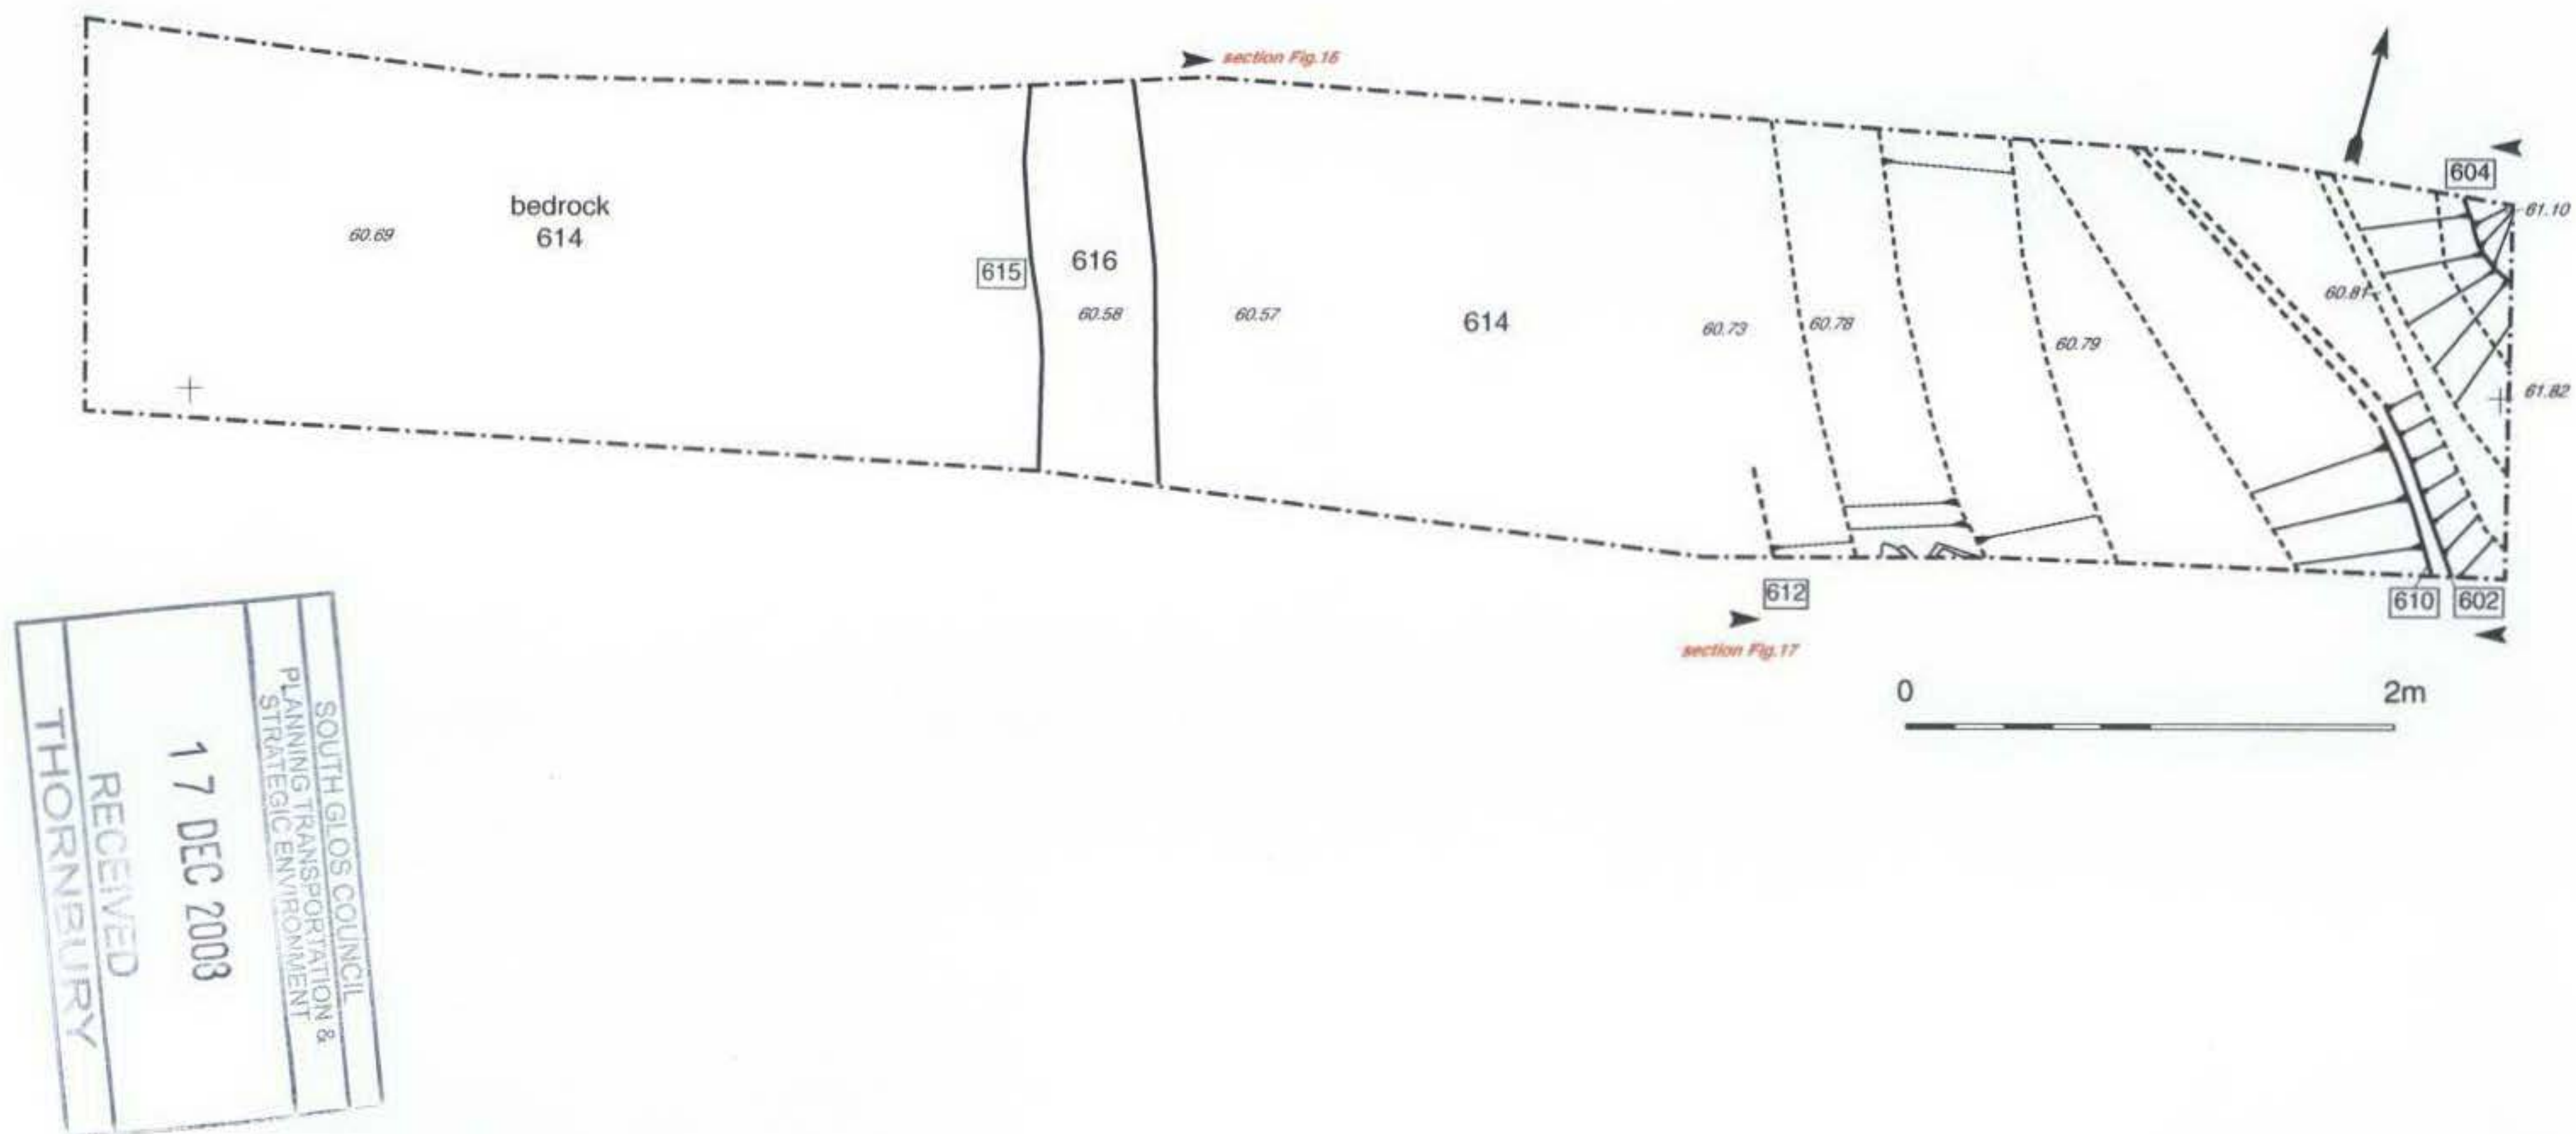 section Fig.16
604
61.10
bedrock
614
60.69
615
616
60.58
60.57
614
60.73
60.78
60.79
60.81
61.82
612
610
602
section Fig.17
0 2m
SOUTH GLOS COUNCIL
PLANNING TRANSPORTATION &
STRATEGIC ENVIRONMENT
17 DEC 2008
RECEIVED
THORNBURY